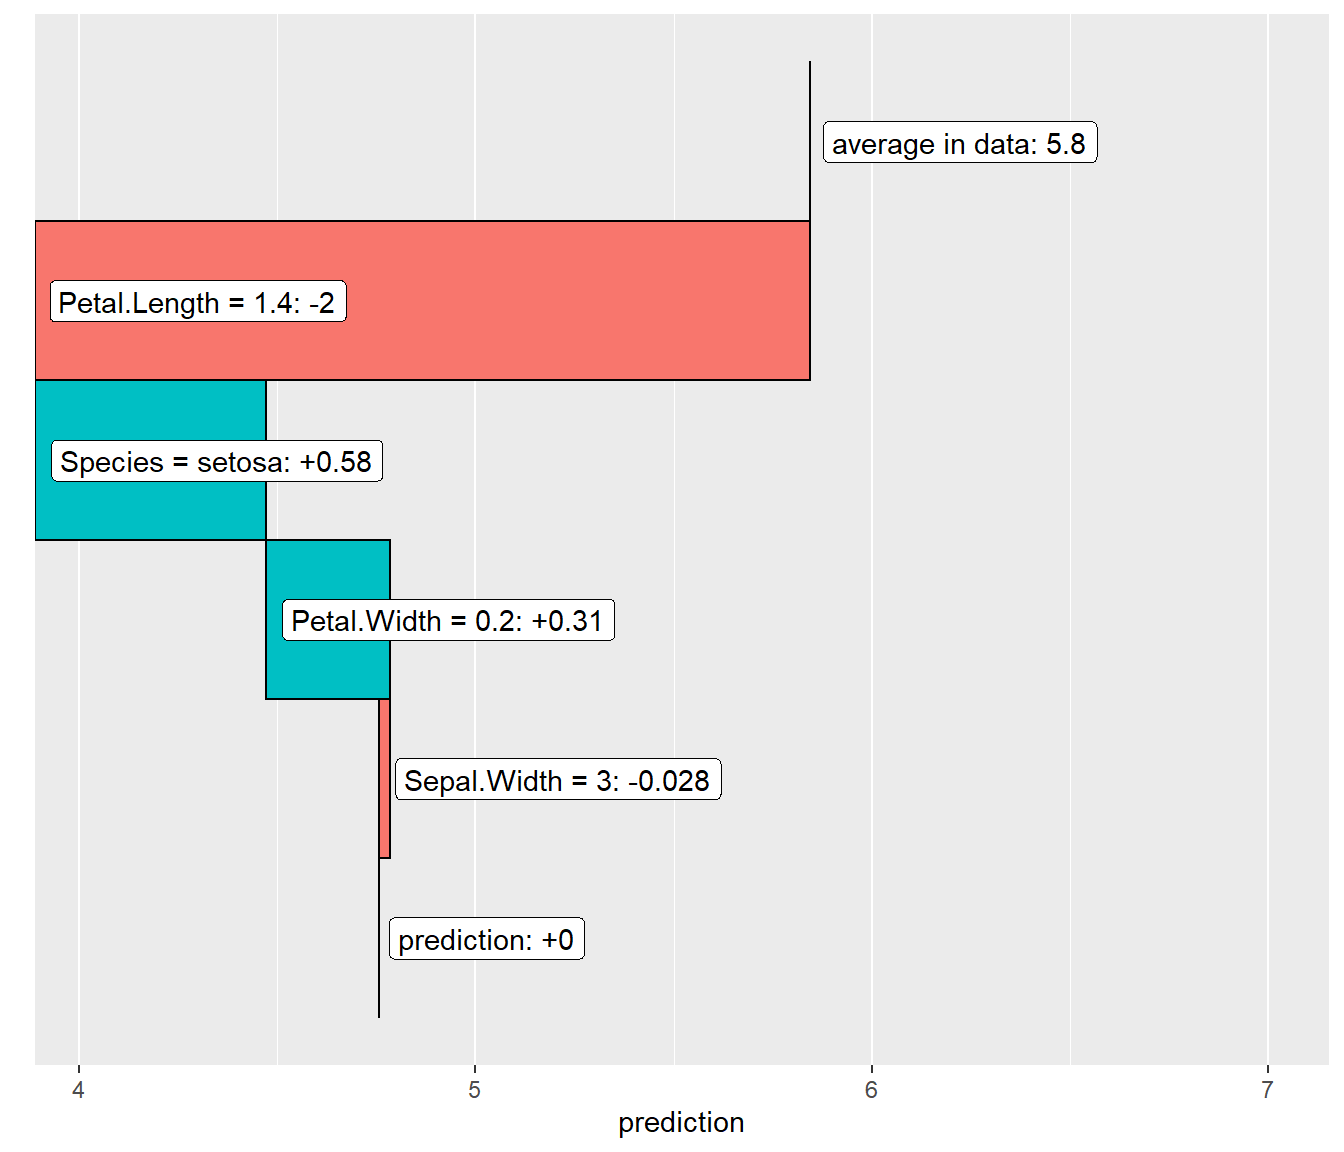 average in data: 5.8
Petal.Length = 1.4: -2
Species = setosa: +0.58
Petal.Width = 0.2: +0.31
Sepal.Width = 3: -0.028
prediction: +0
4 5 6 7
prediction